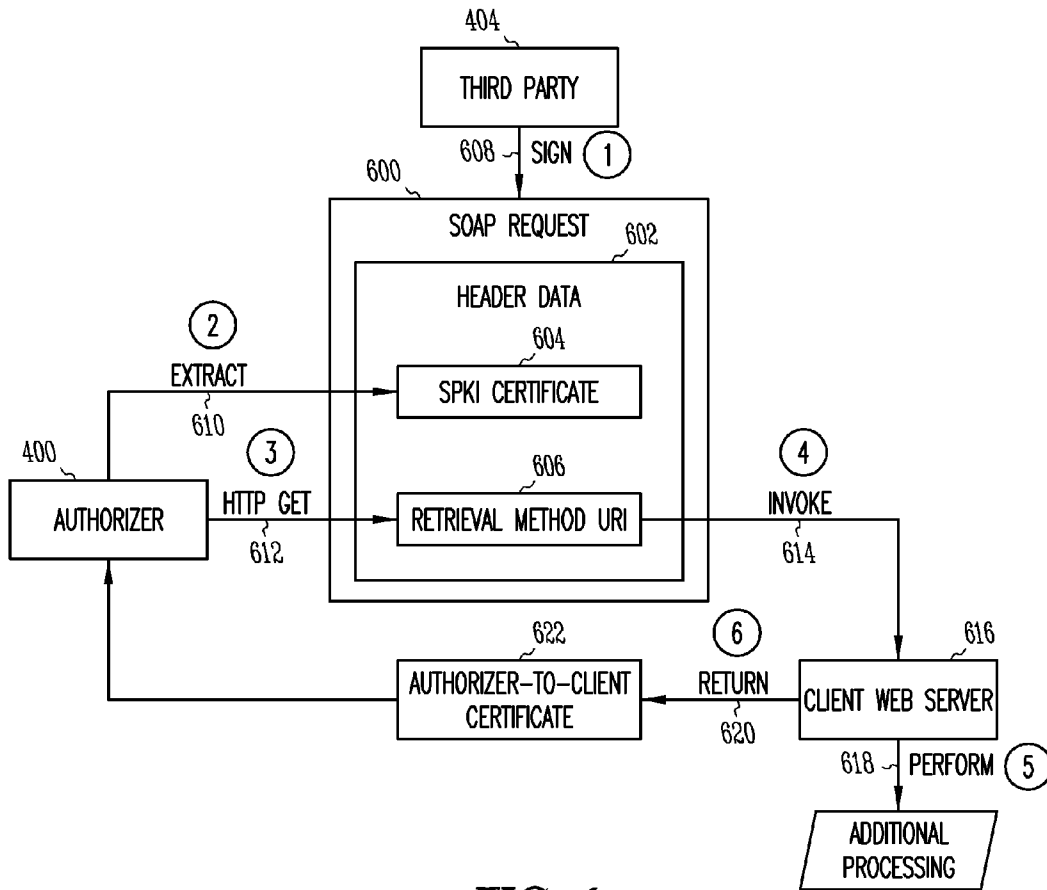 404
THIRD PARTY
608 SIGN 1
600
SOAP REQUEST
602
HEADER DATA
2
EXTRACT
610
604
SPKI CERTIFICATE
400
AUTHORIZER
3
HTTP GET
612
606
RETRIEVAL METHOD URI
4
INVOKE
614
622
AUTHORIZER-TO-CLIENT
CERTIFICATE
6
RETURN
620
616
CLIENT WEB SERVER
618 PERFORM 5
ADDITIONAL
PROCESSING